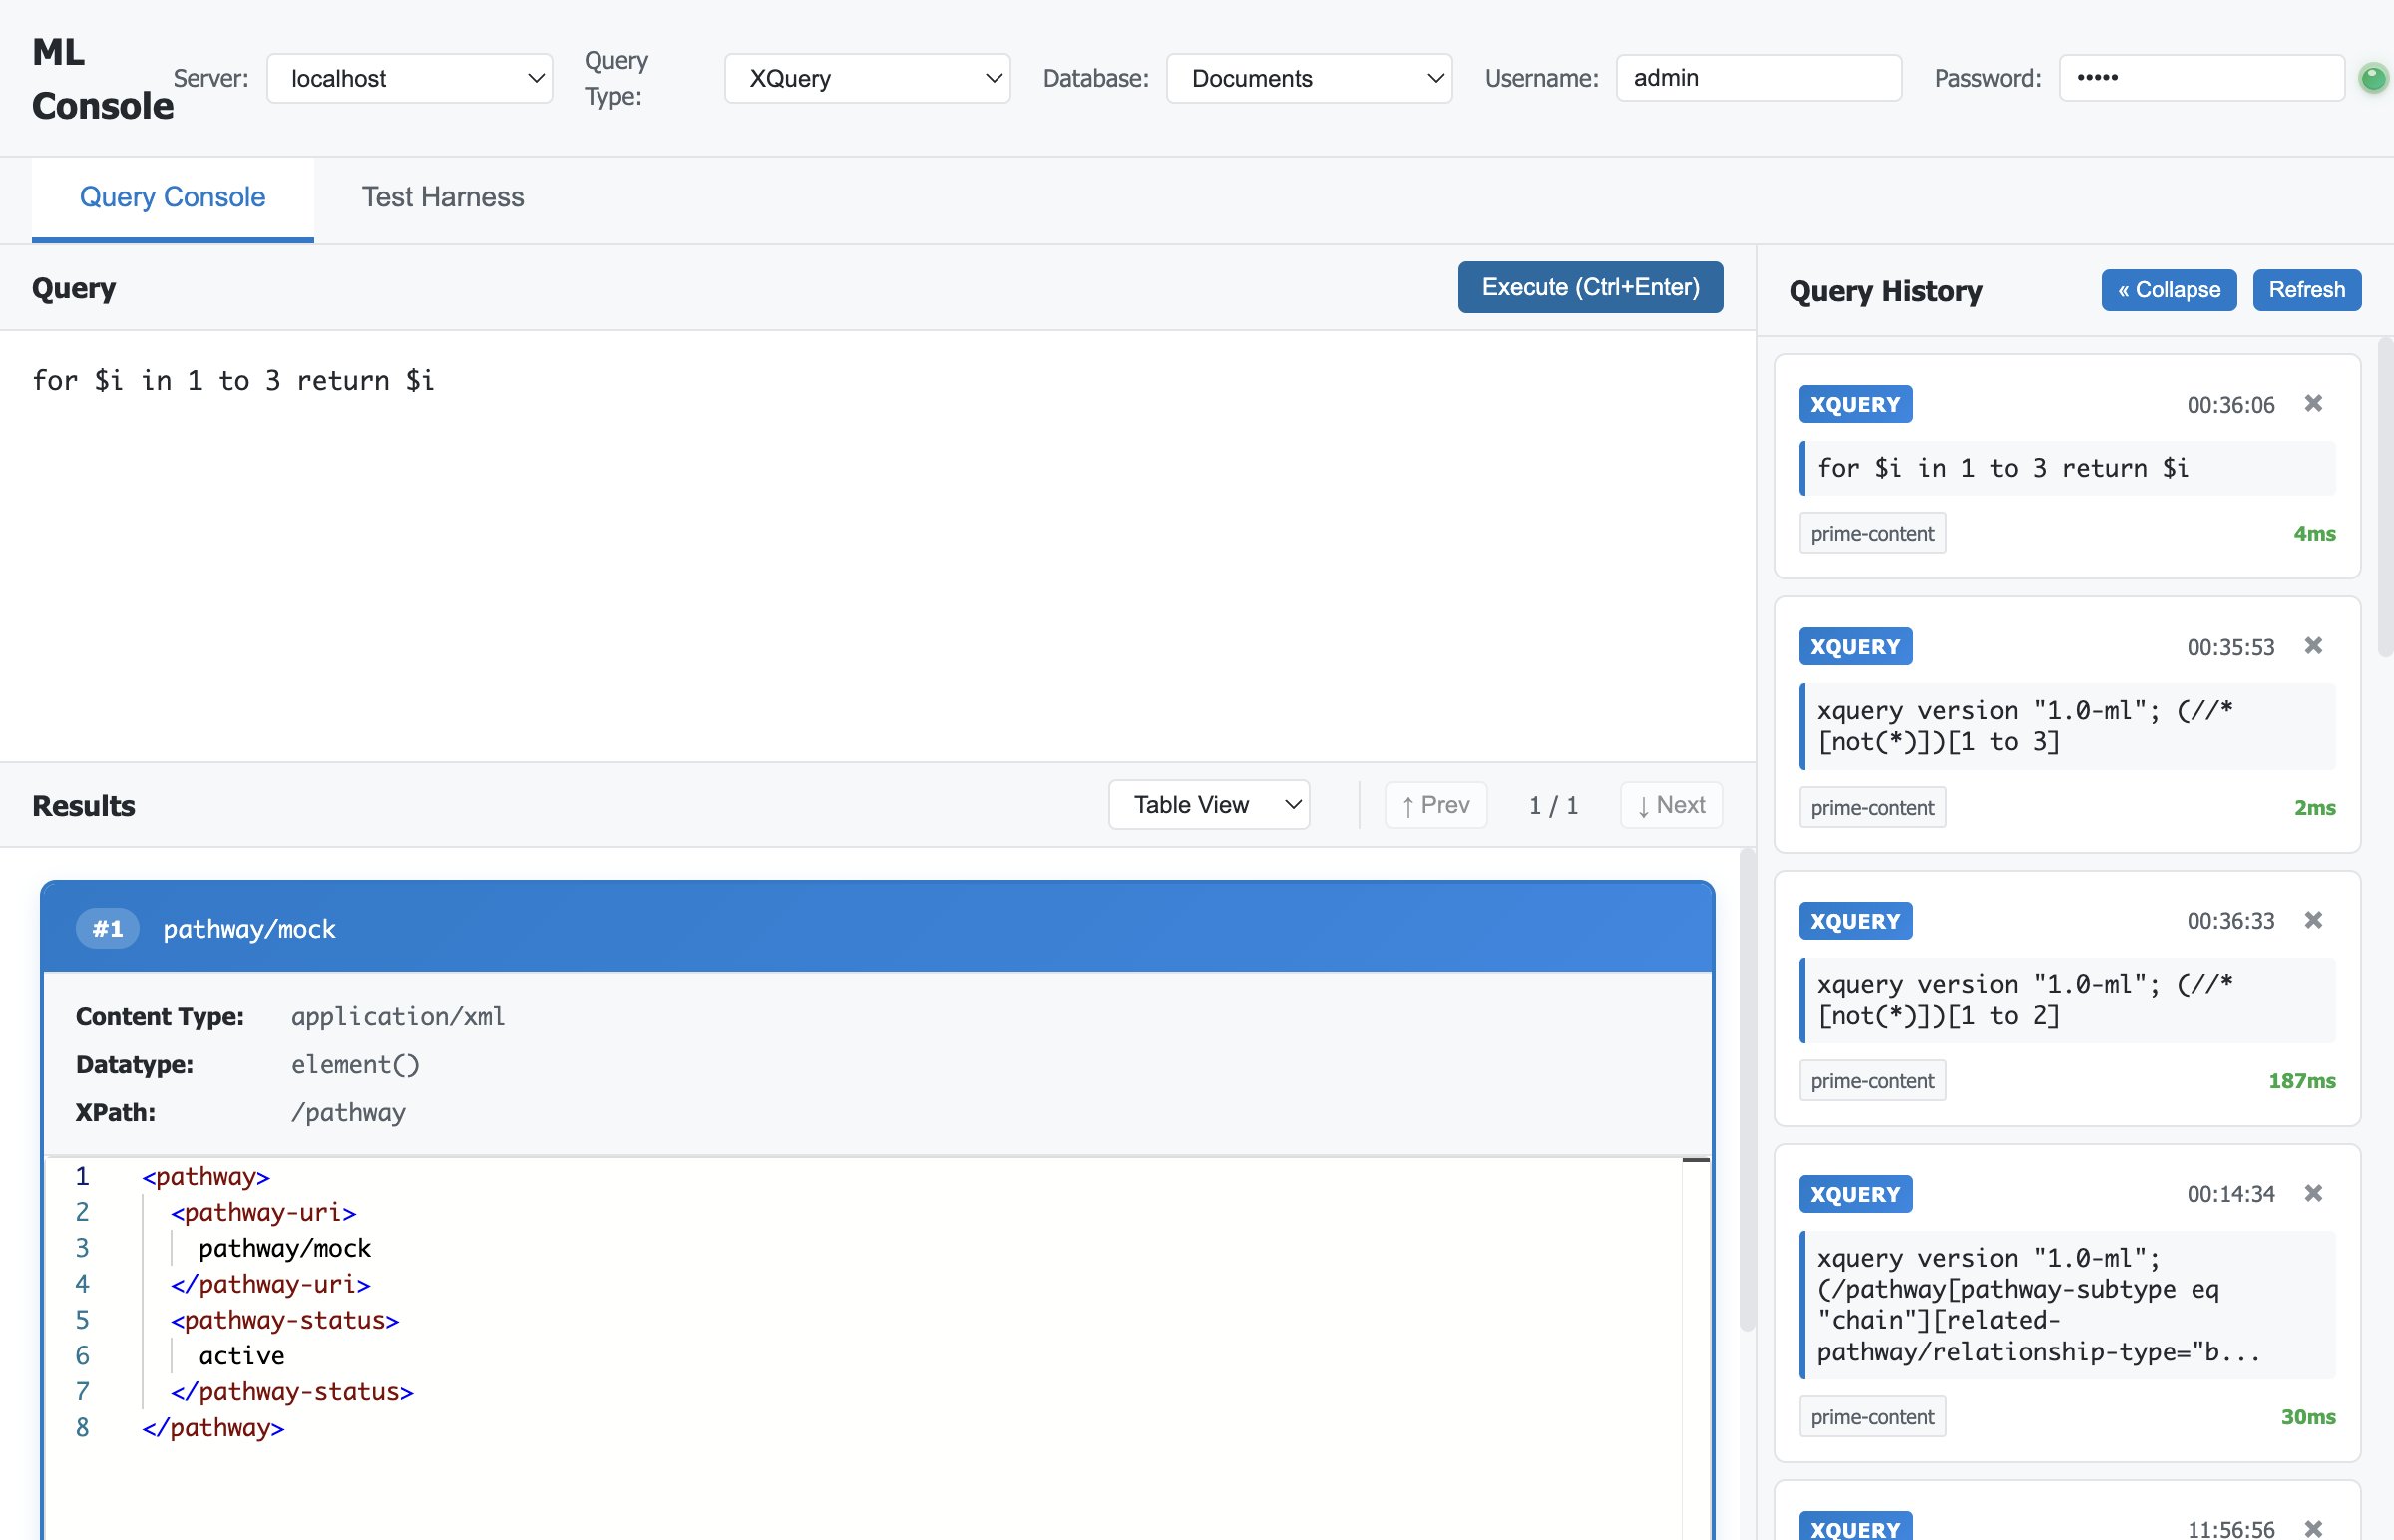 ML
Console
Server:
localhost
Query
Type:
XQuery
Database:
Documents
Username:
admin
Password:
•••••
Query Console
Test Harness
Query
Execute (Ctrl+Enter)
for $i in 1 to 3 return $i
Results
Table View
↑ Prev
1 / 1
↓ Next
#1
pathway/mock
Content Type:
application/xml
Datatype:
element()
XPath:
/pathway
1 <pathway>
2 <pathway-uri>
3 pathway/mock
4 </pathway-uri>
5 <pathway-status>
6 active
7 </pathway-status>
8 </pathway>
Query History
« Collapse
Refresh
XQUERY
00:36:06
✖
for $i in 1 to 3 return $i
prime-content
4ms
XQUERY
00:35:53
✖
xquery version "1.0-ml"; (//*
[not(*)])[1 to 3]
prime-content
2ms
XQUERY
00:36:33
✖
xquery version "1.0-ml"; (//*
[not(*)])[1 to 2]
prime-content
187ms
XQUERY
00:14:34
✖
xquery version "1.0-ml";
(/pathway[pathway-subtype eq
"chain"][related-
pathway/relationship-type="b...
prime-content
30ms
XQUERY
11:56:56
✖